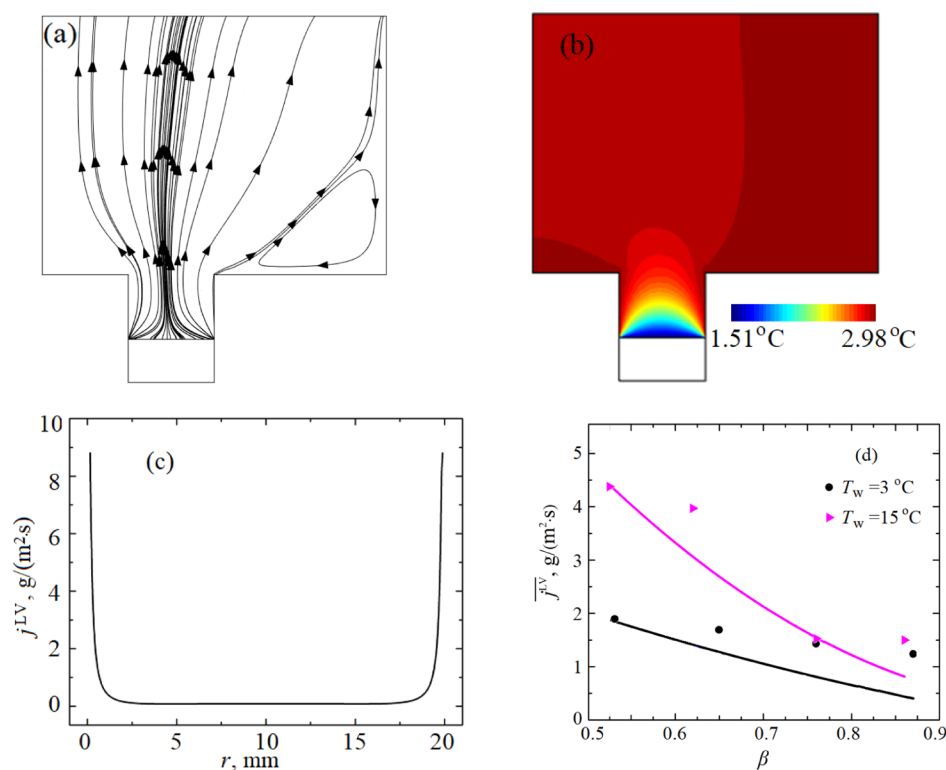 (a)
(b)
1.51°C 2.98°C
(c)
j^LV, g/(m²·s)
10
8
6
4
2
0
0 5 10 15 20
r, mm
(d)
T_w =3 °C
T_w =15 °C
j^LV, g/(m²·s)
5
4
3
2
1
0
0.5 0.6 0.7 0.8 0.9
β